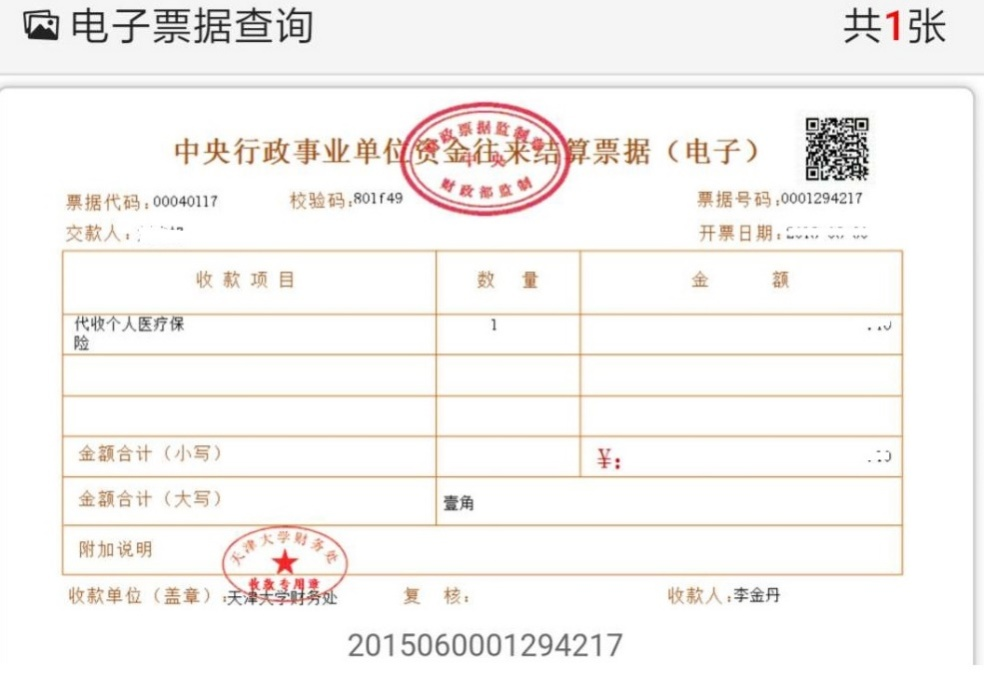 电子票据查询 共1张
中央行政事业单位资金往来结算票据（电子）
财政票据监制章
中央
财政部监制
票据代码：00040117 校验码：801f49 票据号码：0001294217
交款人： 开票日期：
收款项目 数量 金额
代收个人医疗保 1
险
金额合计（小写） ¥：
金额合计（大写） 壹角
附加说明
天津大学财务处
收款专用章
收款单位（盖章）：天津大学财务处 复核： 收款人：李金丹
2015060001294217